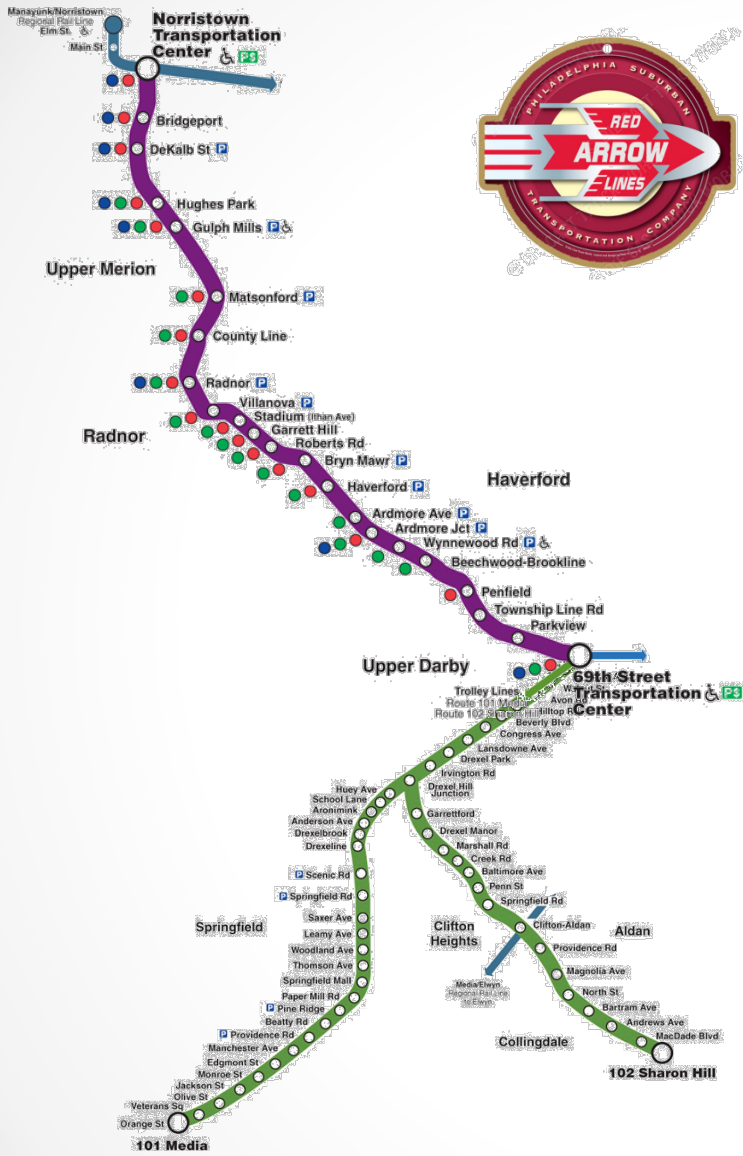 Manayunk/Norristown
Regional Rail Line
Elm St
Main St
Norristown
Transportation
Center
P$
Bridgeport
DeKalb St P
Hughes Park
Gulph Mills P
Upper Merion
Matsonford P
County Line
Radnor P
Villanova P
Stadium (Ithan Ave)
Radnor
Garrett Hill
Roberts Rd
Bryn Mawr P
Haverford
Haverford P
Ardmore Ave P
Ardmore Jct P
Wynnewood Rd P
Beechwood-Brookline
Penfield
Township Line Rd
Parkview
Upper Darby
69th Street
Transportation
Center
P$
Trolley Lines
Route 101 Media
Route 102 Sharon Hill
Avon Rd
Hilltop Rd
Beverly Blvd
Congress Ave
Lansdowne Ave
Drexel Park
Irvington Rd
Drexel Hill
Junction
Huey Ave
School Lane
Aronimink
Anderson Ave
Drexelbrook
Drexeline
P Scenic Rd
P Springfield Rd
Saxer Ave
Leamy Ave
Woodland Ave
Thomson Ave
Springfield Mall
Paper Mill Rd
P Pine Ridge
Beatty Rd
P Providence Rd
Manchester Ave
Edgmont St
Monroe St
Jackson St
Olive St
Veterans Sq
Orange St
101 Media
Springfield
Garrettford
Drexel Manor
Marshall Rd
Creek Rd
Baltimore Ave
Penn St
Springfield Rd
Clifton
Heights
Clifton-Aldan
Aldan
Providence Rd
Media/Elwyn
Regional Rail Line
to Elwyn
Magnolia Ave
North St
Bartram Ave
Andrews Ave
MacDade Blvd
Collingdale
102 Sharon Hill
PHILADELPHIA SUBURBAN
RED
ARROW
LINES
TRANSPORTATION COMPANY